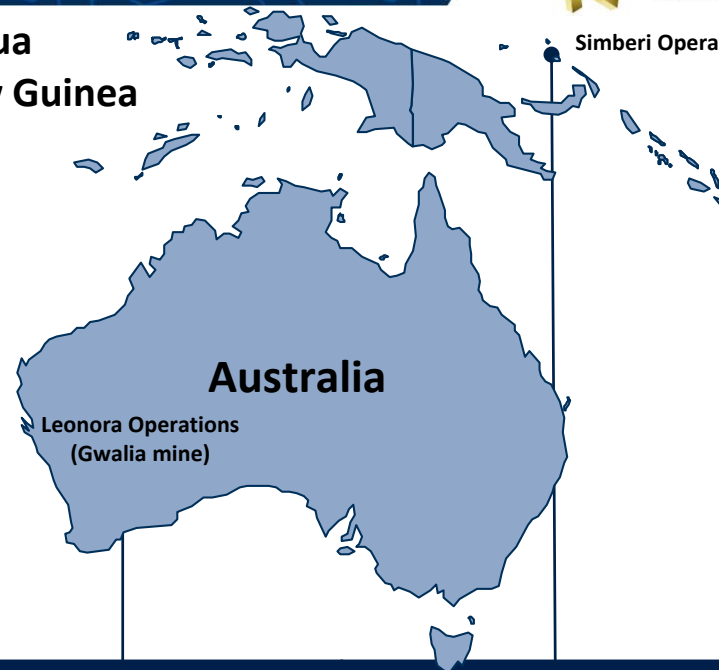 ua
Guinea
Simberi Opera
Australia
Leonora Operations
(Gwalia mine)